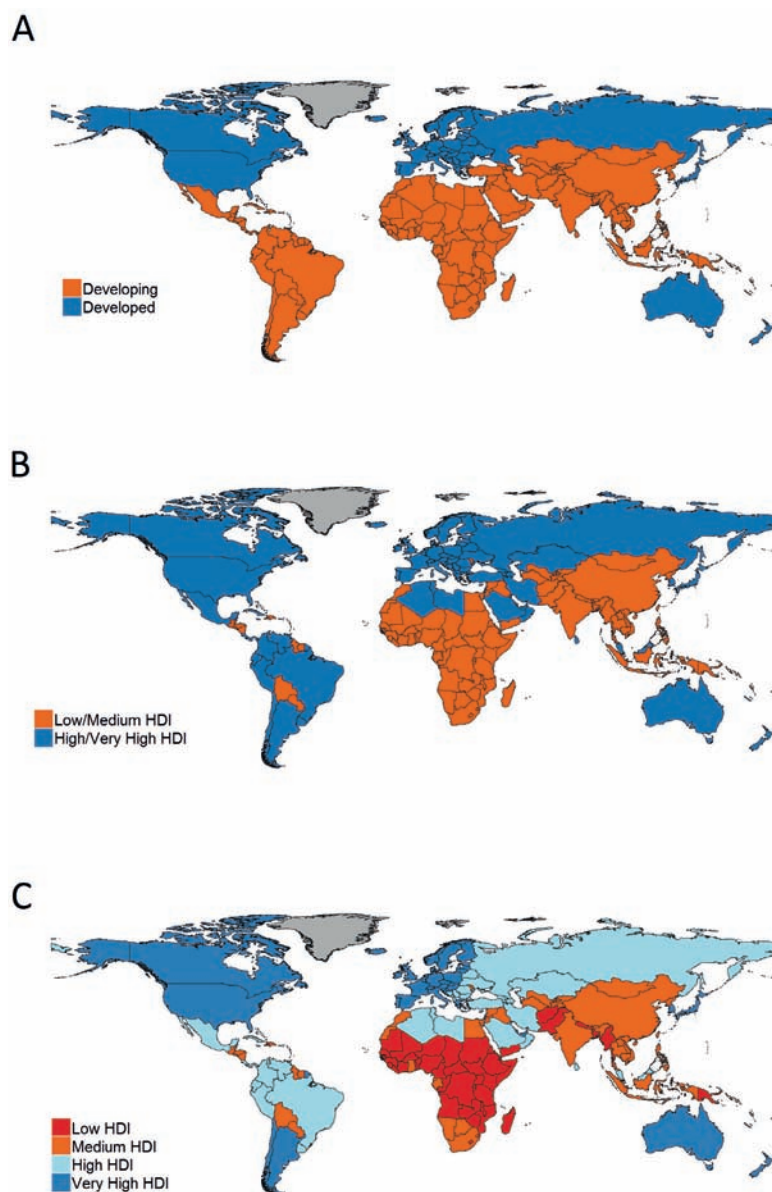 A
Developing
Developed
B
Low/Medium HDI
High/Very High HDI
C
Low HDI
Medium HDI
High HDI
Very High HDI